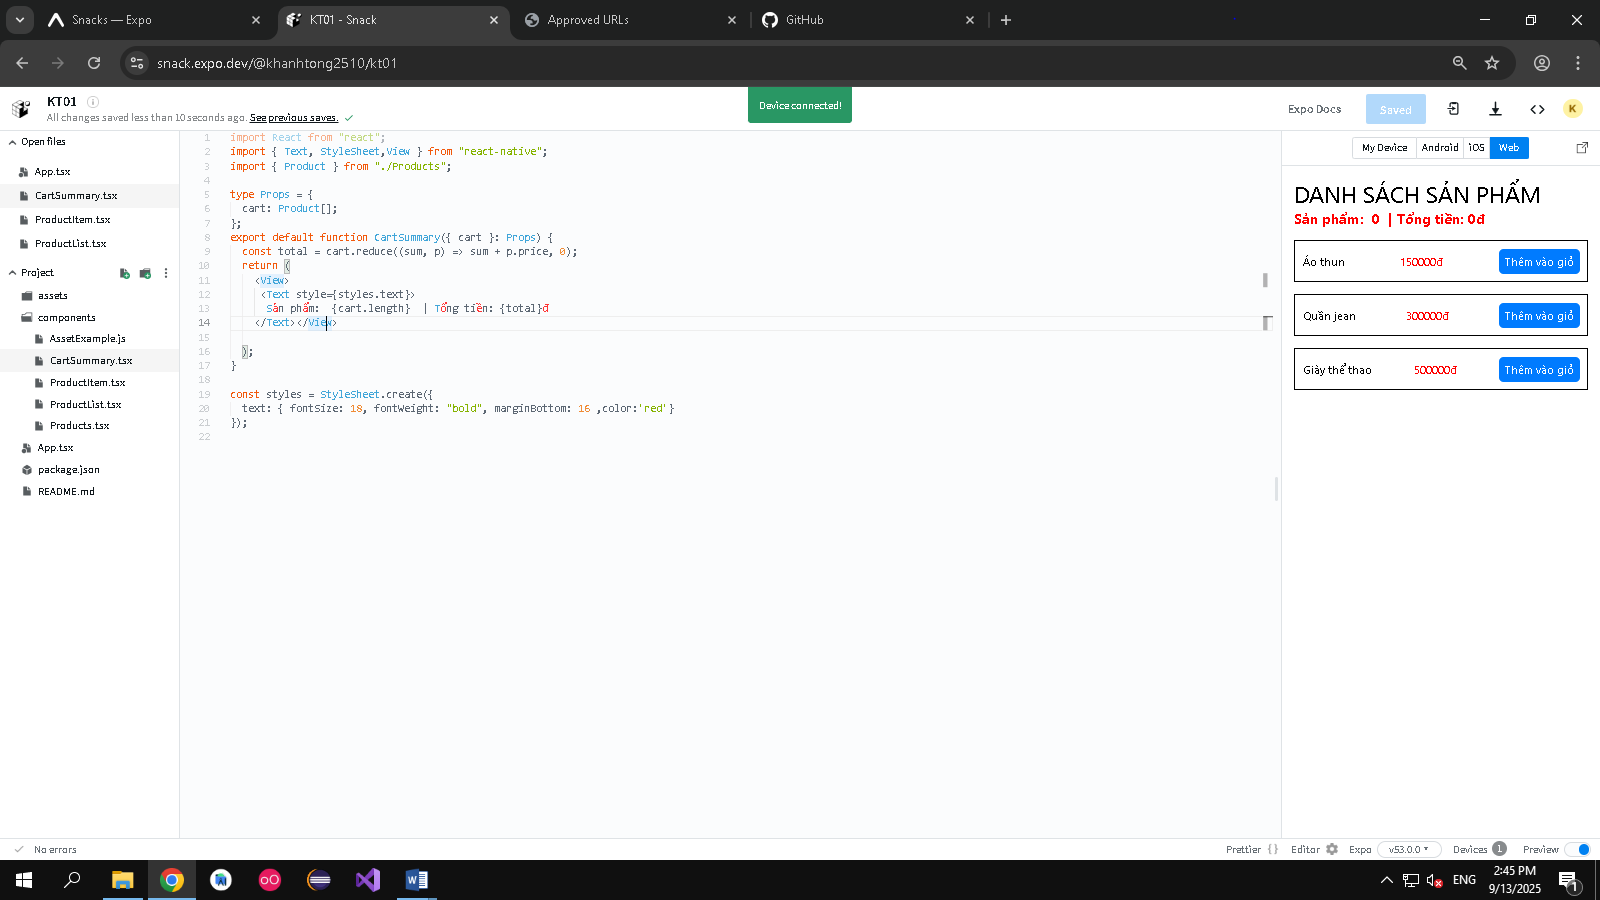 Snacks — Expo
KT01 - Snack
Approved URLs
GitHub
snack.expo.dev/@khanhtong2510/kt01
KT01
All changes saved less than 10 seconds ago. See previous saves.
Device connected!
Expo Docs
Saved
K
Open files
App.tsx
CartSummary.tsx
ProductItem.tsx
ProductList.tsx
Project
assets
components
AssetExample.js
CartSummary.tsx
ProductItem.tsx
ProductList.tsx
Products.tsx
App.tsx
package.json
README.md
1 import React from "react";
2 import { Text, StyleSheet,View } from "react-native";
3 import { Product } from "./Products";
4
5 type Props = {
6 cart: Product[];
7 };
8 export default function CartSummary({ cart }: Props) {
9 const total = cart.reduce((sum, p) => sum + p.price, 0);
10 return (
11 <View>
12 <Text style={styles.text}>
13 Sản phẩm: {cart.length} | Tổng tiền: {total}đ
14 </Text></View>
15
16 );
17 }
18
19 const styles = StyleSheet.create({
20 text: { fontSize: 18, fontWeight: "bold", marginBottom: 16 ,color:'red'}
21 });
22
My Device Android iOS Web
DANH SÁCH SẢN PHẨM
Sản phẩm: 0 | Tổng tiền: 0đ
Áo thun 150000đ Thêm vào giỏ
Quần jean 300000đ Thêm vào giỏ
Giày thể thao 500000đ Thêm vào giỏ
No errors
Prettier {} Editor Expo v53.0.0 Devices 1 Preview
ENG
2:45 PM
9/13/2025
1